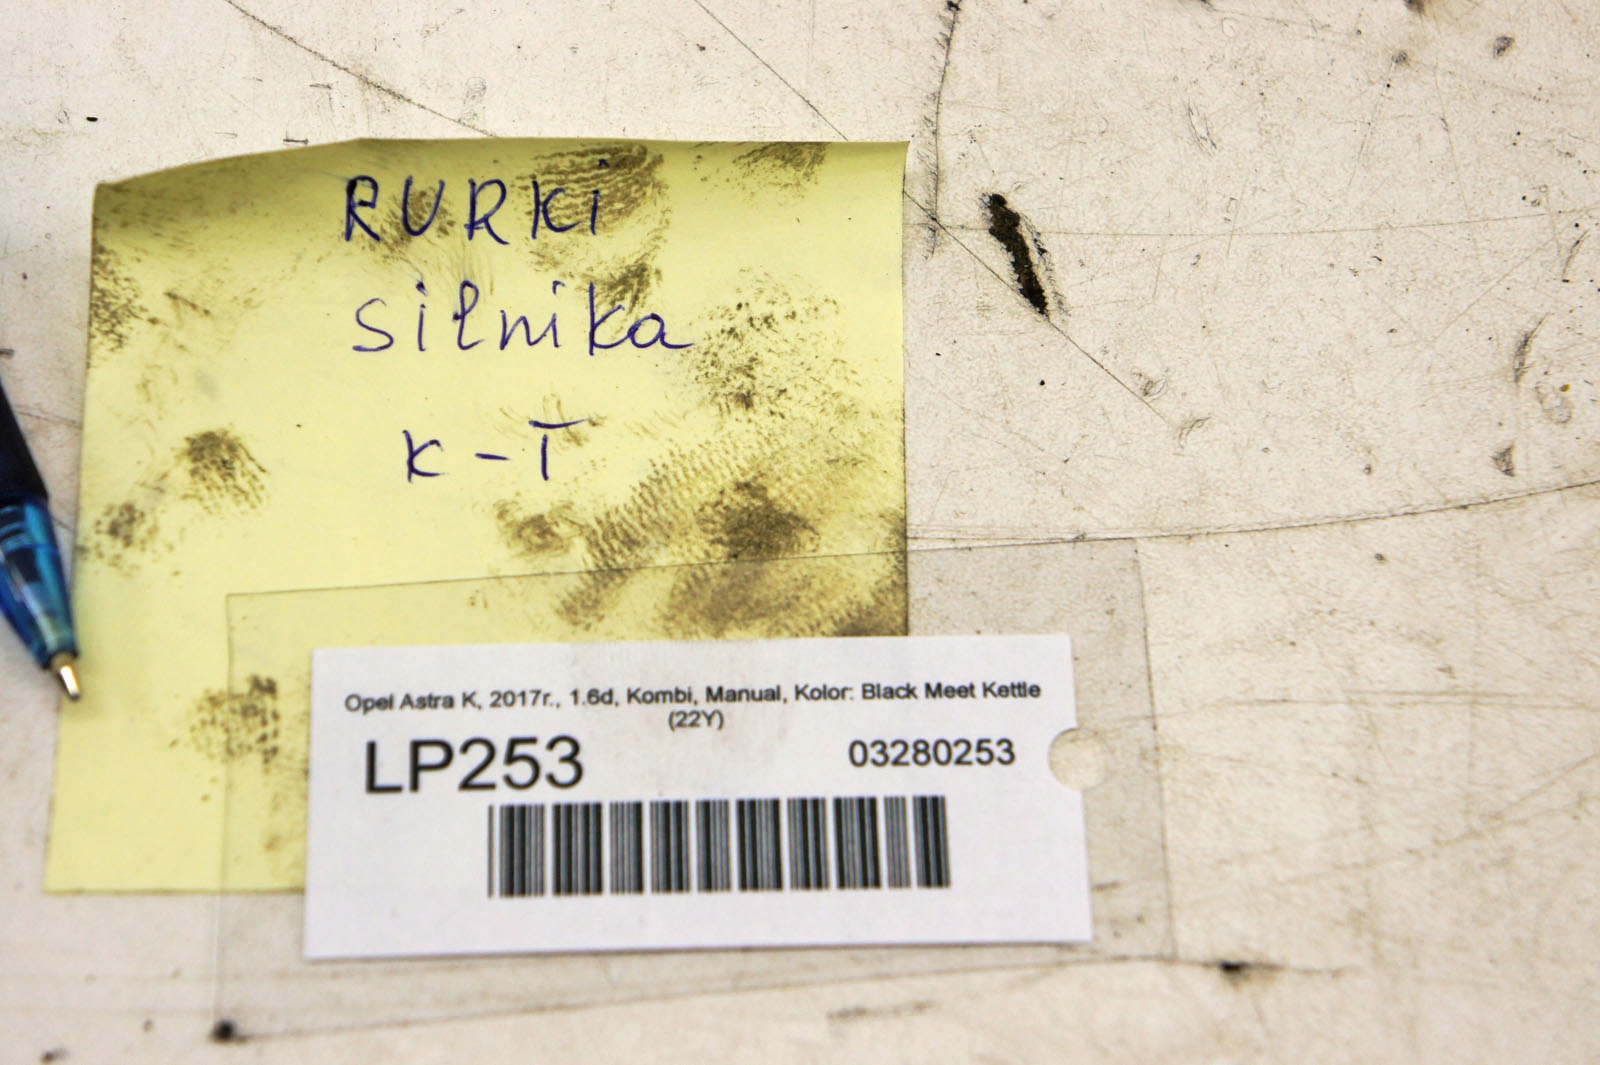 RURKi
silnika
K-T
Opel Astra K, 2017r., 1.6d, Kombi, Manual, Kolor: Black Meet Kettle
(22Y)
LP253
03280253